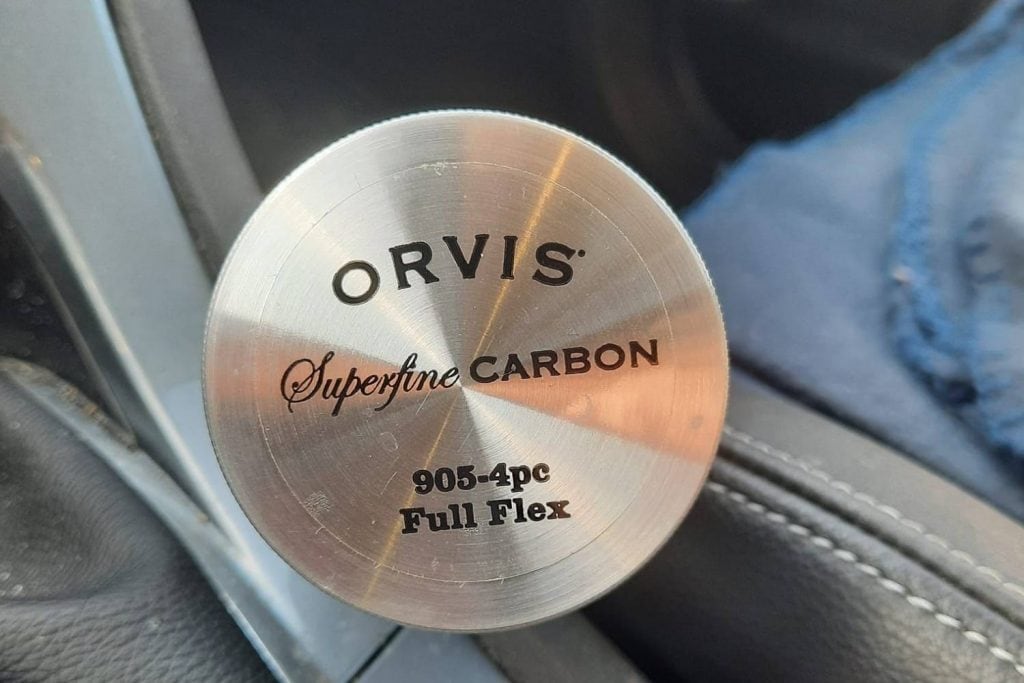 ORVIS
Superfine CARBON
905-4pc
Full Flex